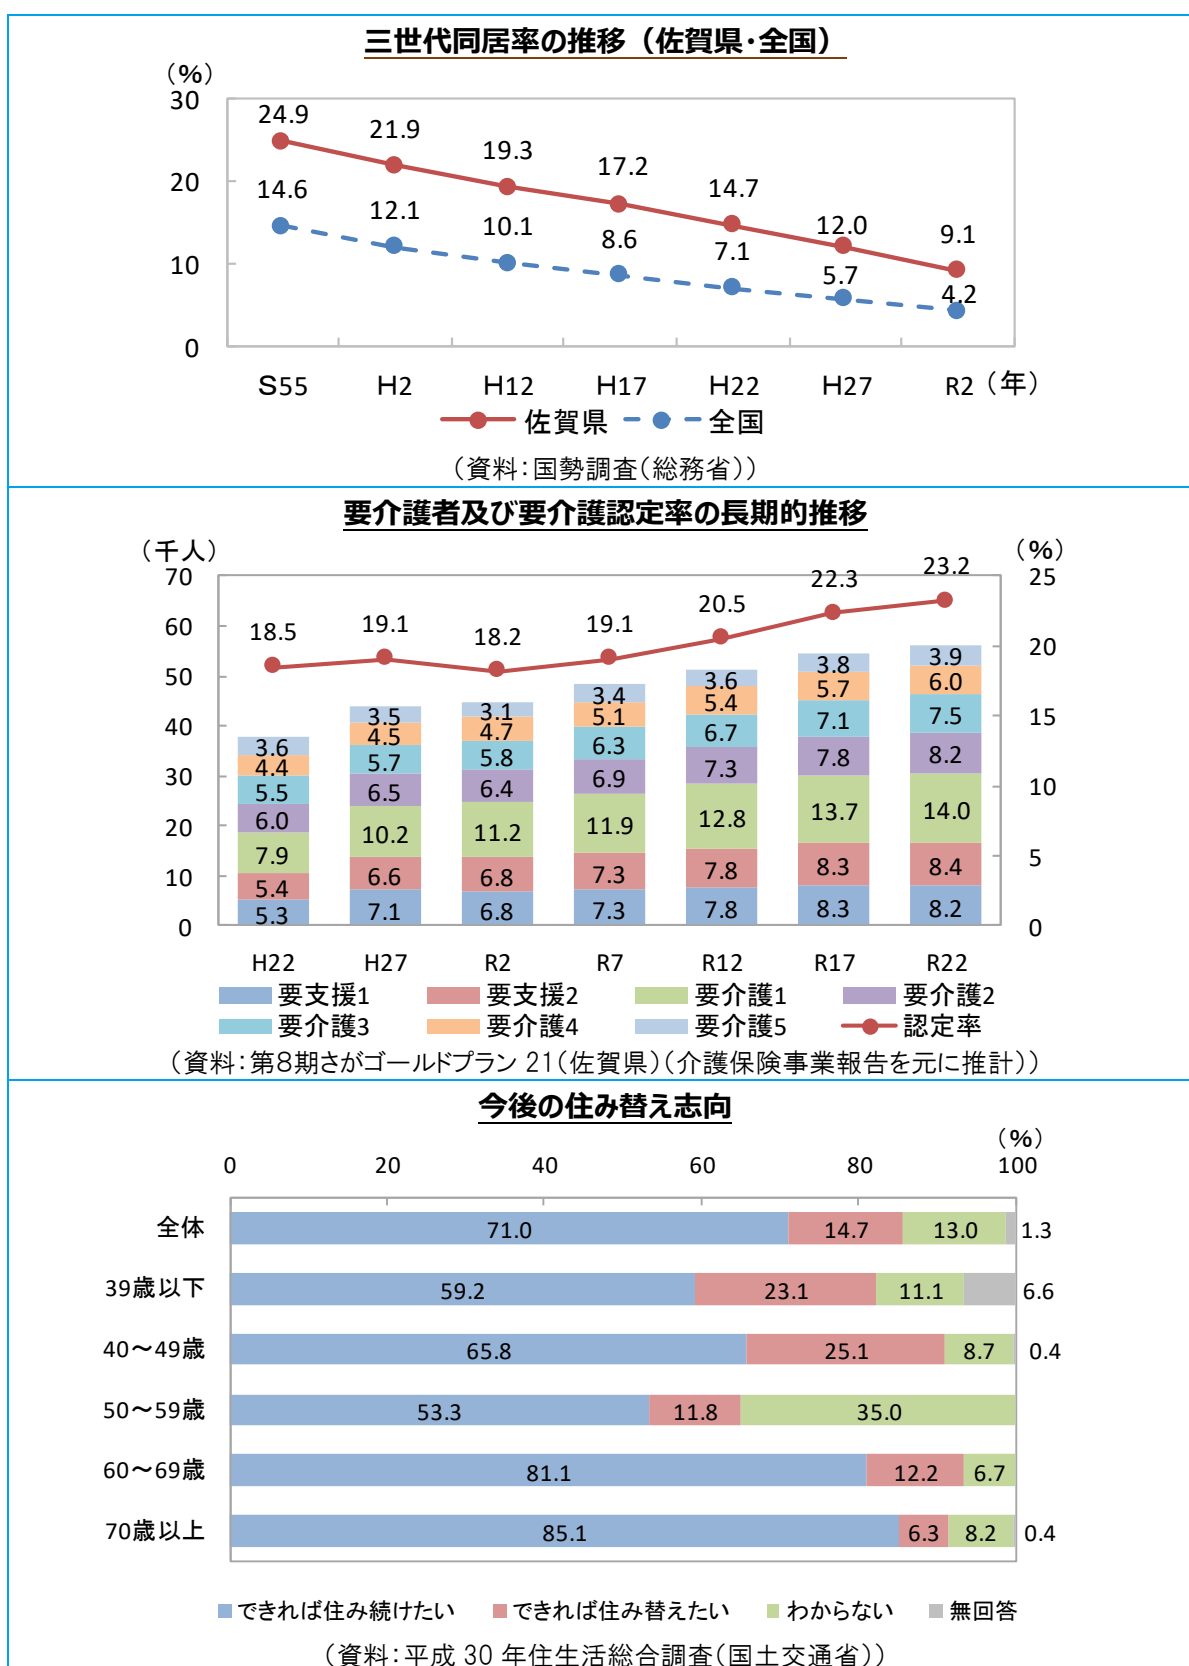 三世代同居率の推移（佐賀県・全国）
（%）
30
20
10
0
24.9
21.9
19.3
17.2
14.7
12.0
9.1
14.6
12.1
10.1
8.6
7.1
5.7
4.2
S55 H2 H12 H17 H22 H27 R2（年）
佐賀県 全国
（資料：国勢調査（総務省））
要介護者及び要介護認定率の長期的推移
（千人） （%）
70
60
50
40
30
20
10
0
25
20
15
10
5
0
18.5 19.1 18.2 19.1 20.5 22.3 23.2
3.6 3.5 3.1 3.4 3.6 3.8 3.9
4.4 4.5 4.7 5.1 5.4 5.7 6.0
5.5 5.7 5.8 6.3 6.7 7.1 7.5
6.0 6.5 6.4 6.9 7.3 7.8 8.2
7.9 10.2 11.2 11.9 12.8 13.7 14.0
5.4 6.6 6.8 7.3 7.8 8.3 8.4
5.3 7.1 6.8 7.3 7.8 8.3 8.2
H22 H27 R2 R7 R12 R17 R22
要支援1 要支援2 要介護1 要介護2
要介護3 要介護4 要介護5 認定率
（資料：第8期さがゴールドプラン 21（佐賀県）（介護保険事業報告を元に推計））
今後の住み替え志向
（%）
0 20 40 60 80 100
全体 71.0 14.7 13.0 1.3
39歳以下 59.2 23.1 11.1 6.6
40～49歳 65.8 25.1 8.7 0.4
50～59歳 53.3 11.8 35.0
60～69歳 81.1 12.2 6.7
70歳以上 85.1 6.3 8.2 0.4
できれば住み続けたい できれば住み替えたい わからない 無回答
（資料：平成 30 年住生活総合調査（国土交通省））